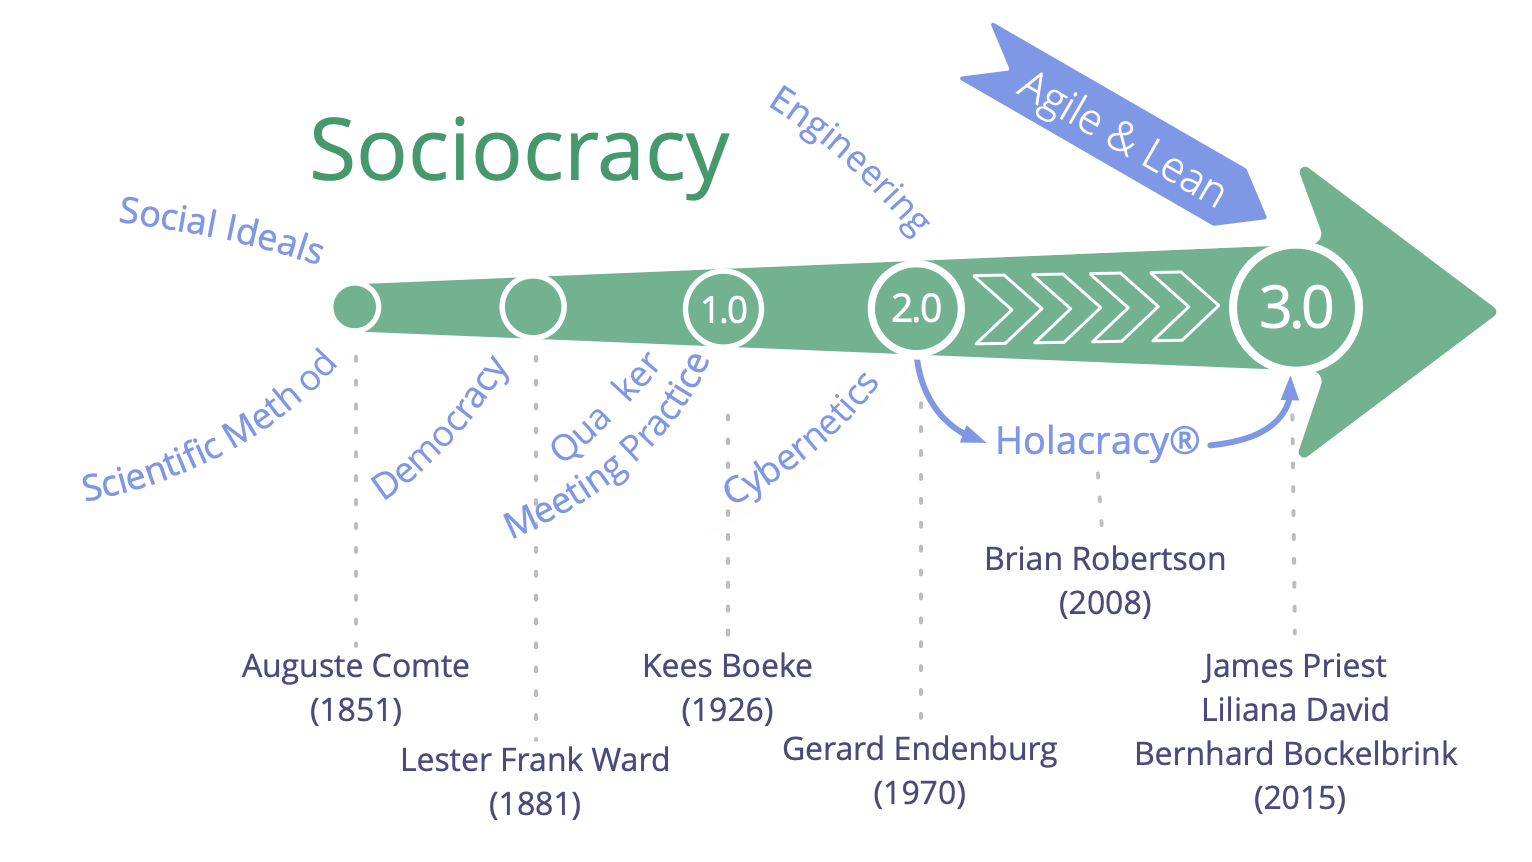 Sociocracy
Agile & Lean
Engineering
Social Ideals
1.0
2.0
3.0
Scientific Meth od
Democracy
Qua ker
Meeting Practice
Cybernetics
Holacracy®
Brian Robertson
(2008)
Auguste Comte
(1851)
Lester Frank Ward
(1881)
Kees Boeke
(1926)
Gerard Endenburg
(1970)
James Priest
Liliana David
Bernhard Bockelbrink
(2015)